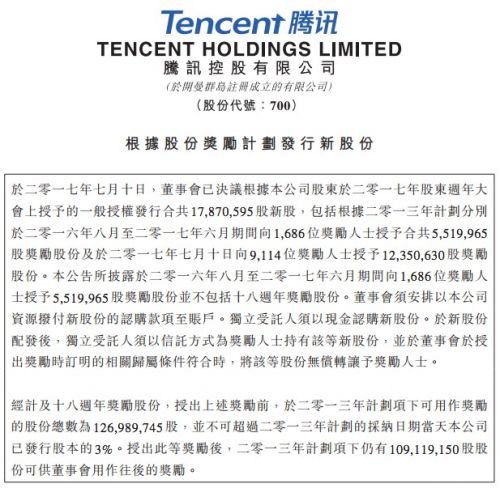 Tencent 腾讯
TENCENT HOLDINGS LIMITED
騰訊控股有限公司
(於開曼群島註冊成立的有限公司)
(股份代號：700)
根據股份獎勵計劃發行新股份
於二零一七年七月十日，董事會已決議根據本公司股東於二零一七年股東週年大
會上授予的一般授權發行合共17,870,595股新股，包括根據二零一三年計劃分別
於二零一六年八月至二零一七年六月期間向1,686位獎勵人士授予合共5,519,965
股獎勵股份及於二零一七年七月十日向9,114位獎勵人士授予12,350,630股獎勵
股份。本公告所披露於二零一六年八月至二零一七年六月期間向1,686位獎勵人
士授予5,519,965股獎勵股份並不包括十八週年獎勵股份。董事會須安排以本公司
資源撥付新股份的認購款項至賬戶。獨立受託人須以現金認購新股份。於新股份
配發後，獨立受託人須以信託方式為獎勵人士持有該等新股份，並於董事會於授
出獎勵時訂明的相關歸屬條件符合時，將該等股份無償轉讓予獎勵人士。
經計及十八週年獎勵股份，授出上述獎勵前，於二零一三年計劃項下可用作獎勵
的股份總數為126,989,745股，並不可超過二零一三年計劃的採納日期當天本公司
已發行股本的3%。授出此等獎勵後，二零一三年計劃項下仍有109,119,150股股
份可供董事會用作往後的獎勵。